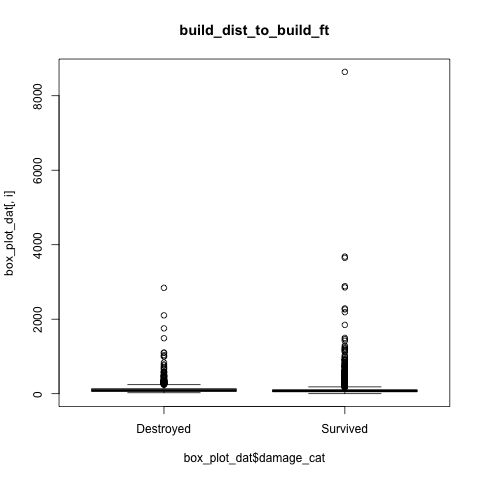 build_dist_to_build_ft
box_plot_dat[, i]
8000
6000
4000
2000
0
Destroyed
Survived
box_plot_dat$damage_cat